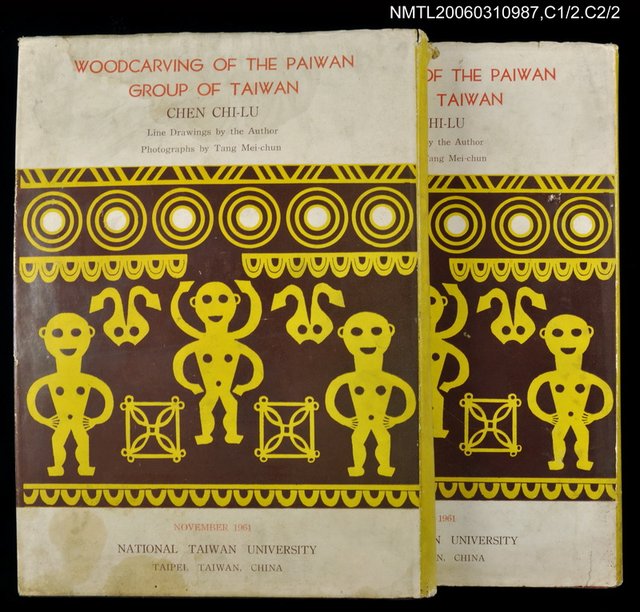 NMTL20060310987,C1/2.C2/2
WOODCARVING OF THE PAIWAN
GROUP OF TAIWAN
CHEN CHI-LU
Line Drawings by the Author
Photographs by Tang Mei-chun
NOVEMBER 1961
NATIONAL TAIWAN UNIVERSITY
TAIPEI, TAIWAN, CHINA
OF THE PAIWAN
TAIWAN
HI-LU
by the Author
Tang Mei-chun
1961
N UNIVERSITY
N, CHINA